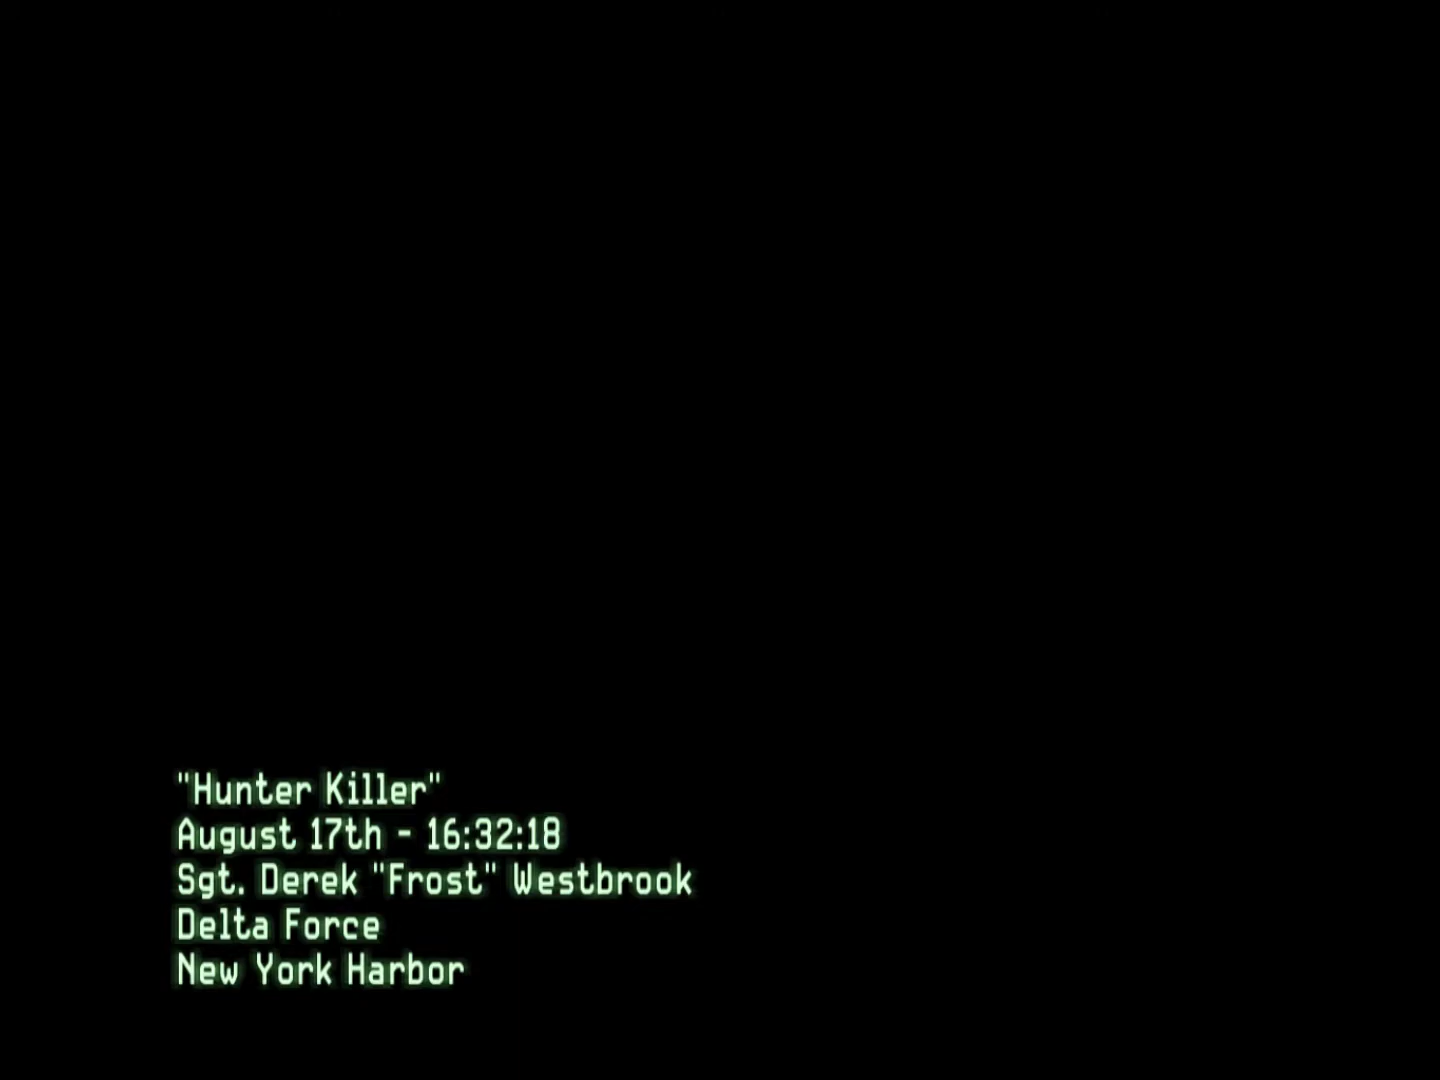 "Hunter Killer"
August 17th - 16:32:18
Sgt. Derek "Frost" Westbrook
Delta Force
New York Harbor